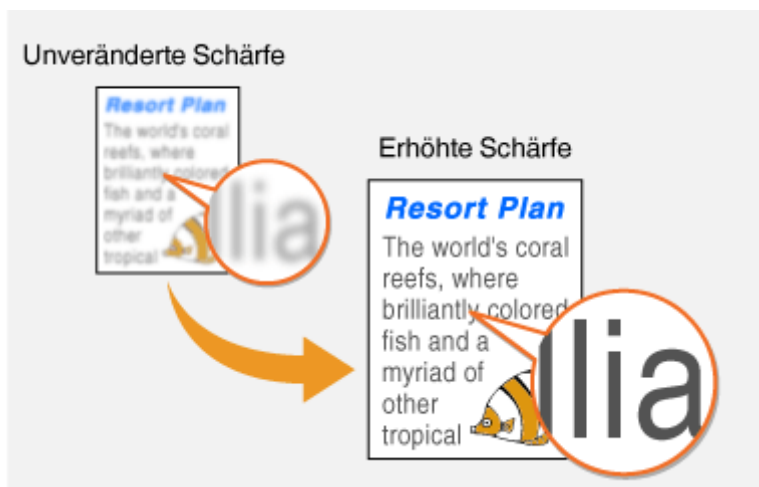 Unveränderte Schärfe
Resort Plan
The world's coral
reefs, where
brilliantly colored
fish and a
myriad of
other
tropical
llia
Erhöhte Schärfe
Resort Plan
The world's coral
reefs, where
brilliantly colored
fish and a
myriad of
other
tropical
llia